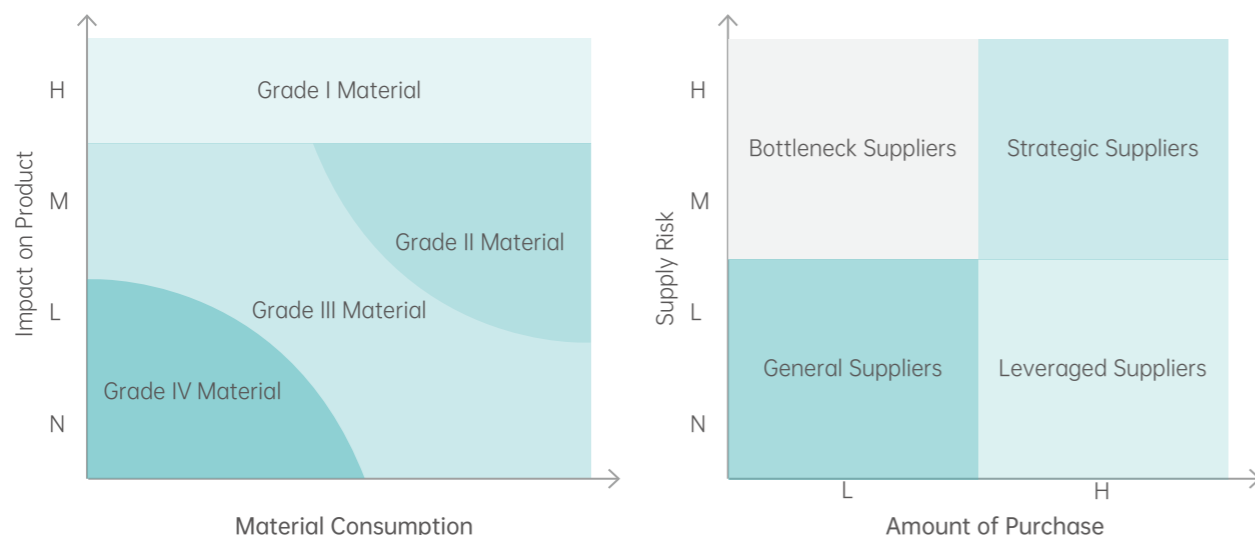 H
Grade I Material
M
Grade II Material
L
Grade III Material
Grade IV Material
N
Impact on Product
Material Consumption
H
Bottleneck Suppliers
Strategic Suppliers
M
L
General Suppliers
Leveraged Suppliers
N
Supply Risk
L
H
Amount of Purchase